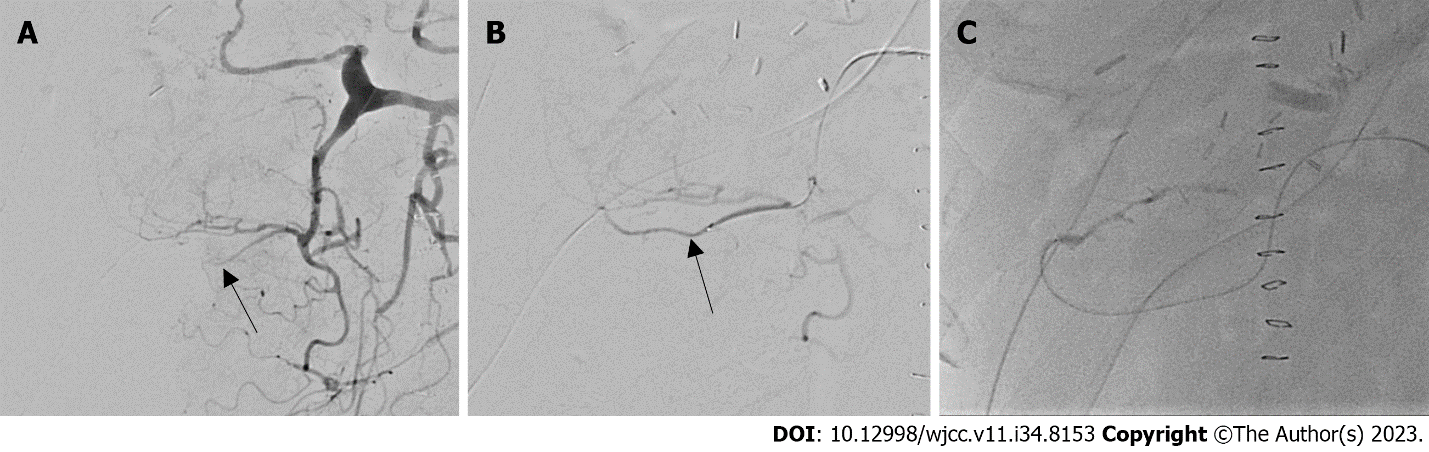 A
B
C
DOI: 10.12998/wjcc.v11.i34.8153 Copyright ©The Author(s) 2023.